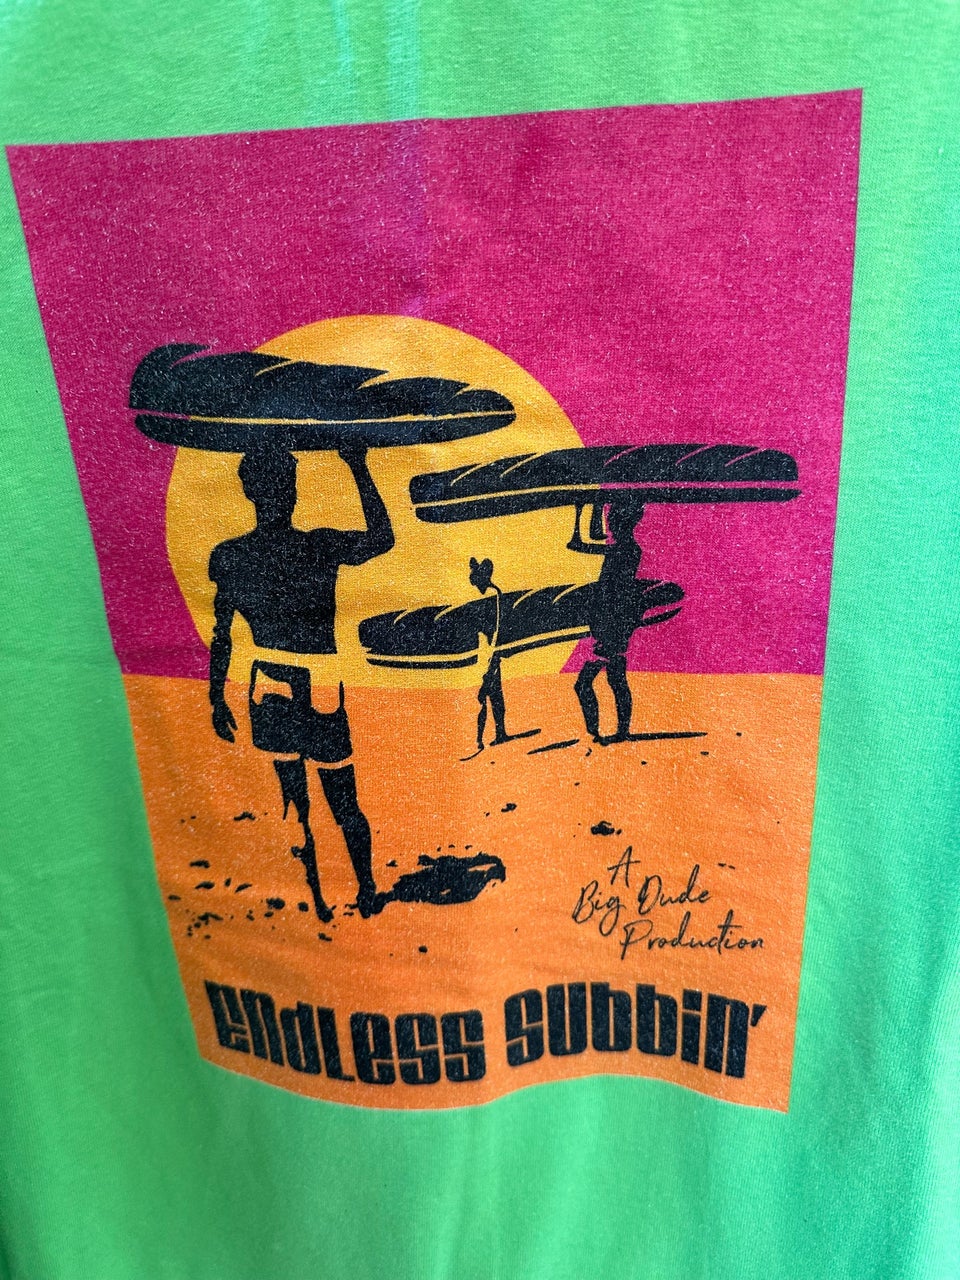 A
Big Dude
Production
ENdLESS SUbbiN'